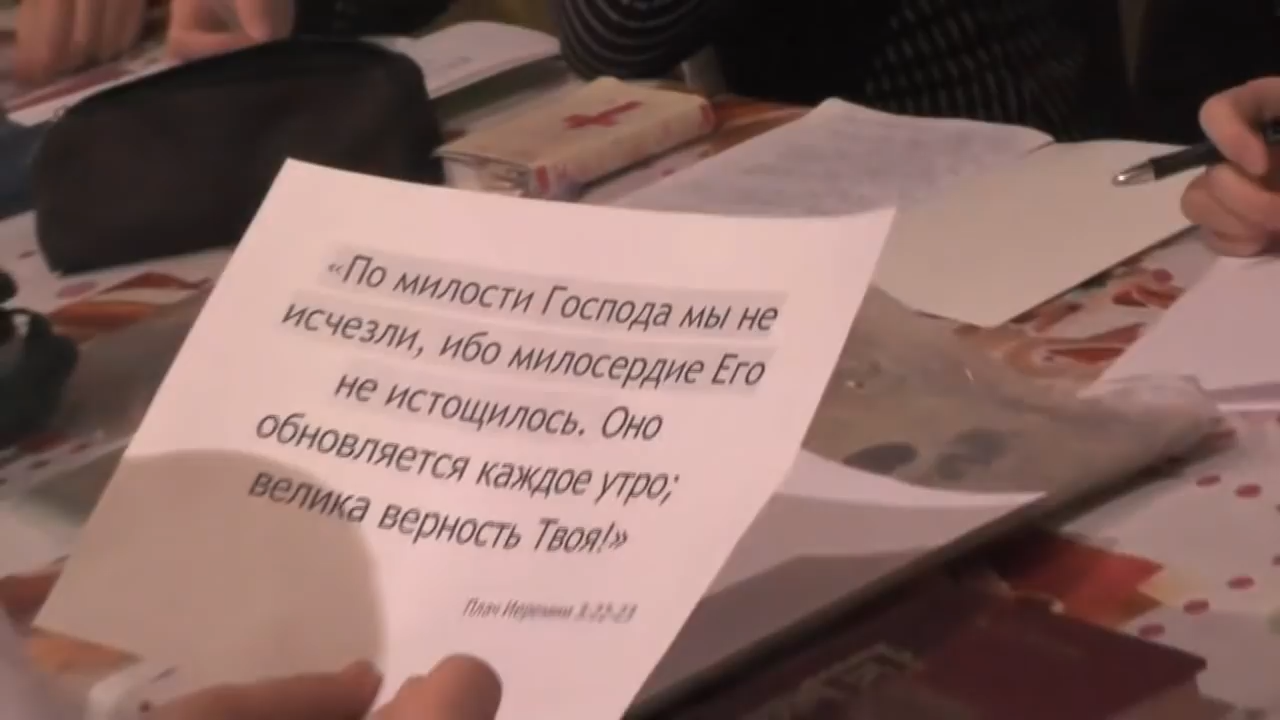 «По милости Господа мы не
исчезли, ибо милосердие Его
не истощилось. Оно
обновляется каждое утро;
велика верность Твоя!»
Плач Иеремии 3:22-23